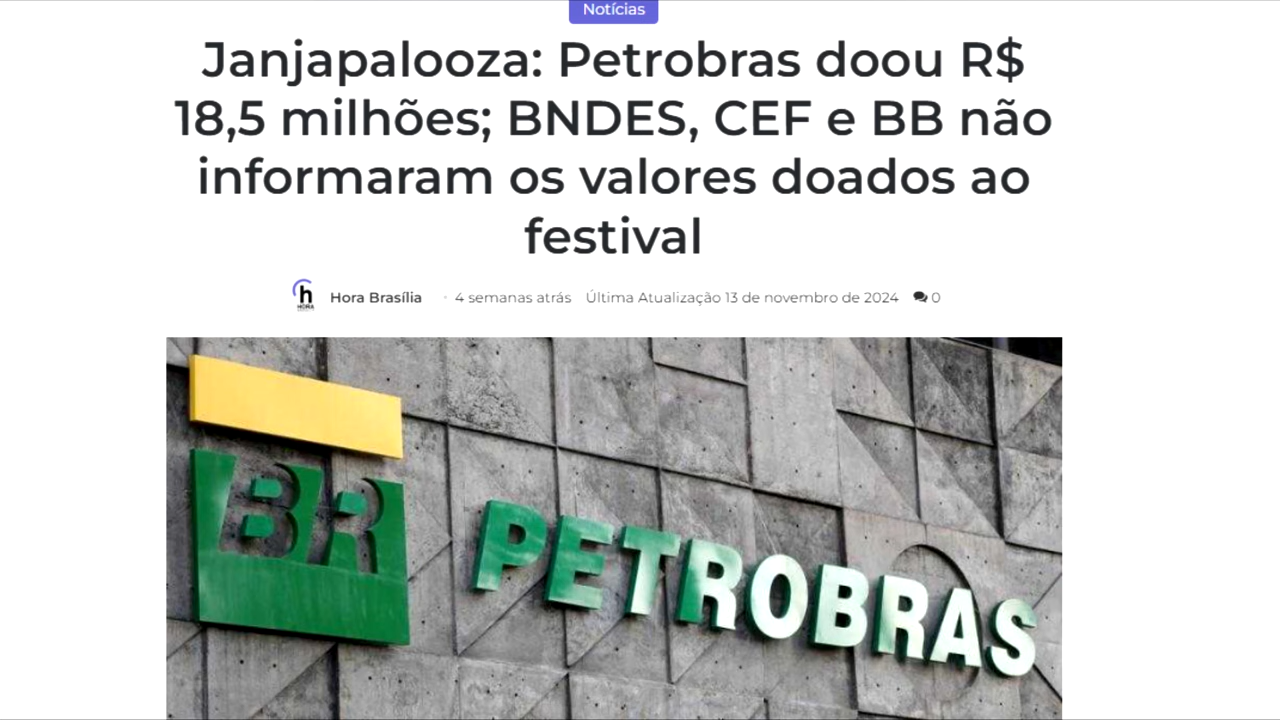 Notícias
Janjapalooza: Petrobras doou R$
18,5 milhões; BNDES, CEF e BB não
informaram os valores doados ao
festival
h HORA Hora Brasília · 4 semanas atrás Última Atualização 13 de novembro de 2024 0
BR PETROBRAS